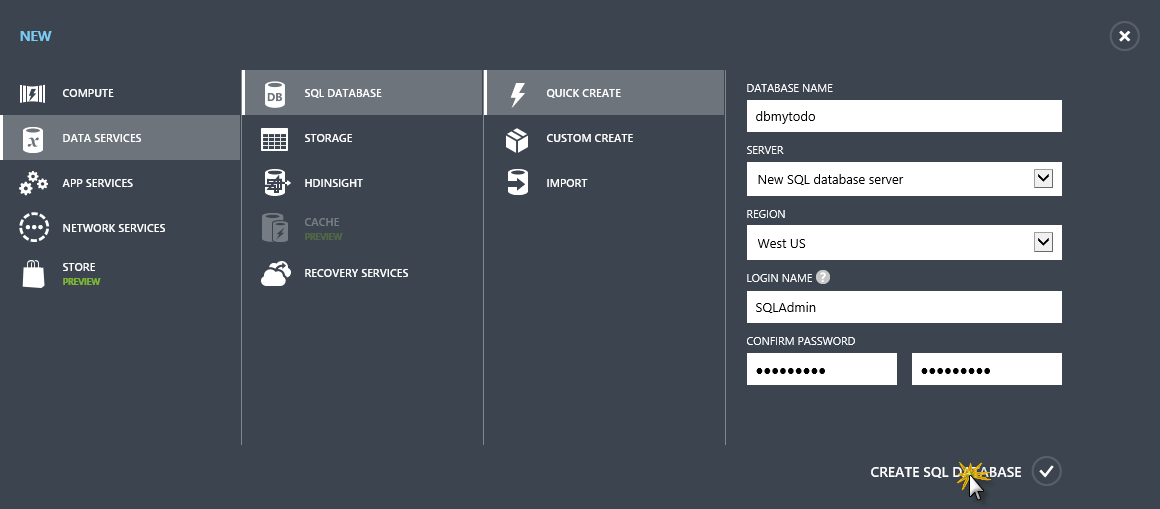 NEW
COMPUTE
DATA SERVICES
APP SERVICES
NETWORK SERVICES
STORE
PREVIEW
DB
SQL DATABASE
STORAGE
HDINSIGHT
CACHE
PREVIEW
RECOVERY SERVICES
QUICK CREATE
CUSTOM CREATE
IMPORT
DATABASE NAME
dbmytodo
SERVER
New SQL database server
REGION
West US
LOGIN NAME ?
SQLAdmin
CONFIRM PASSWORD
●●●●●●●●● ●●●●●●●●●
CREATE SQL DATABASE